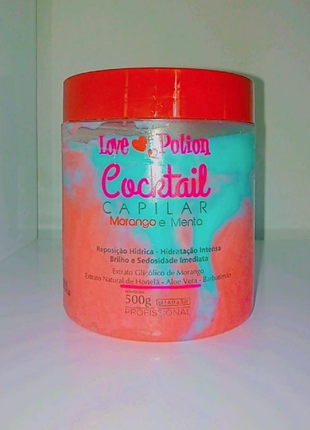 Love Potion
Cocktail
CAPILAR
Morango e Menta
Reposição Hídrica - Hidratação Intensa
Brilho e Sedosidade Imediata
Extrato Glicólico de Morango
Extrato Natural de Hortelã - Aloe Vera - Barbatimão
500g
PROFISSIONAL